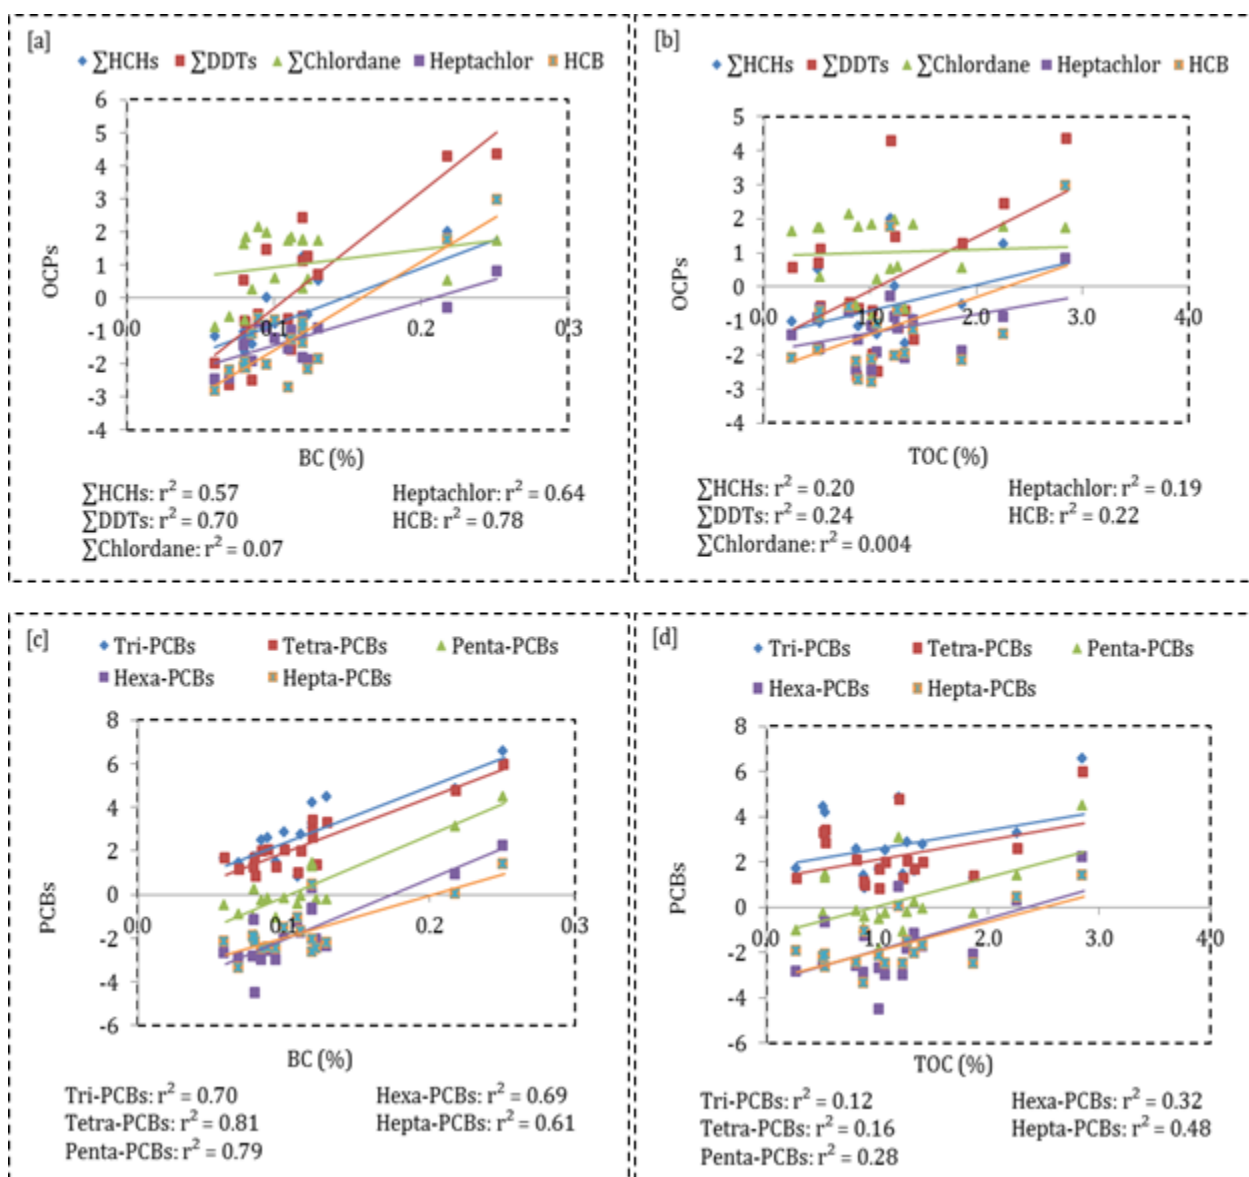 [a]
∑HCHs ∑DDTs ∑Chlordane Heptachlor HCB
6
5
4
3
2
1
0
-1
-2
-3
-4
0.0 0.1 0.2 0.3
OCPs
BC (%)
∑HCHs: r² = 0.57 Heptachlor: r² = 0.64
∑DDTs: r² = 0.70 HCB: r² = 0.78
∑Chlordane: r² = 0.07
[b]
∑HCHs ∑DDTs ∑Chlordane Heptachlor HCB
5
4
3
2
1
0
-1
-2
-3
-4
0.0 1.0 2.0 3.0 4.0
OCPs
TOC (%)
∑HCHs: r² = 0.20 Heptachlor: r² = 0.19
∑DDTs: r² = 0.24 HCB: r² = 0.22
∑Chlordane: r² = 0.004
[c]
Tri-PCBs Tetra-PCBs Penta-PCBs
Hexa-PCBs Hepta-PCBs
8
6
4
2
0
-2
-4
-6
0.0 0.1 0.2 0.3
PCBs
BC (%)
Tri-PCBs: r² = 0.70 Hexa-PCBs: r² = 0.69
Tetra-PCBs: r² = 0.81 Hepta-PCBs: r² = 0.61
Penta-PCBs: r² = 0.79
[d]
Tri-PCBs Tetra-PCBs Penta-PCBs
Hexa-PCBs Hepta-PCBs
8
6
4
2
0
-2
-4
-6
0.0 1.0 2.0 3.0 4.0
PCBs
TOC (%)
Tri-PCBs: r² = 0.12 Hexa-PCBs: r² = 0.32
Tetra-PCBs: r² = 0.16 Hepta-PCBs: r² = 0.48
Penta-PCBs: r² = 0.28